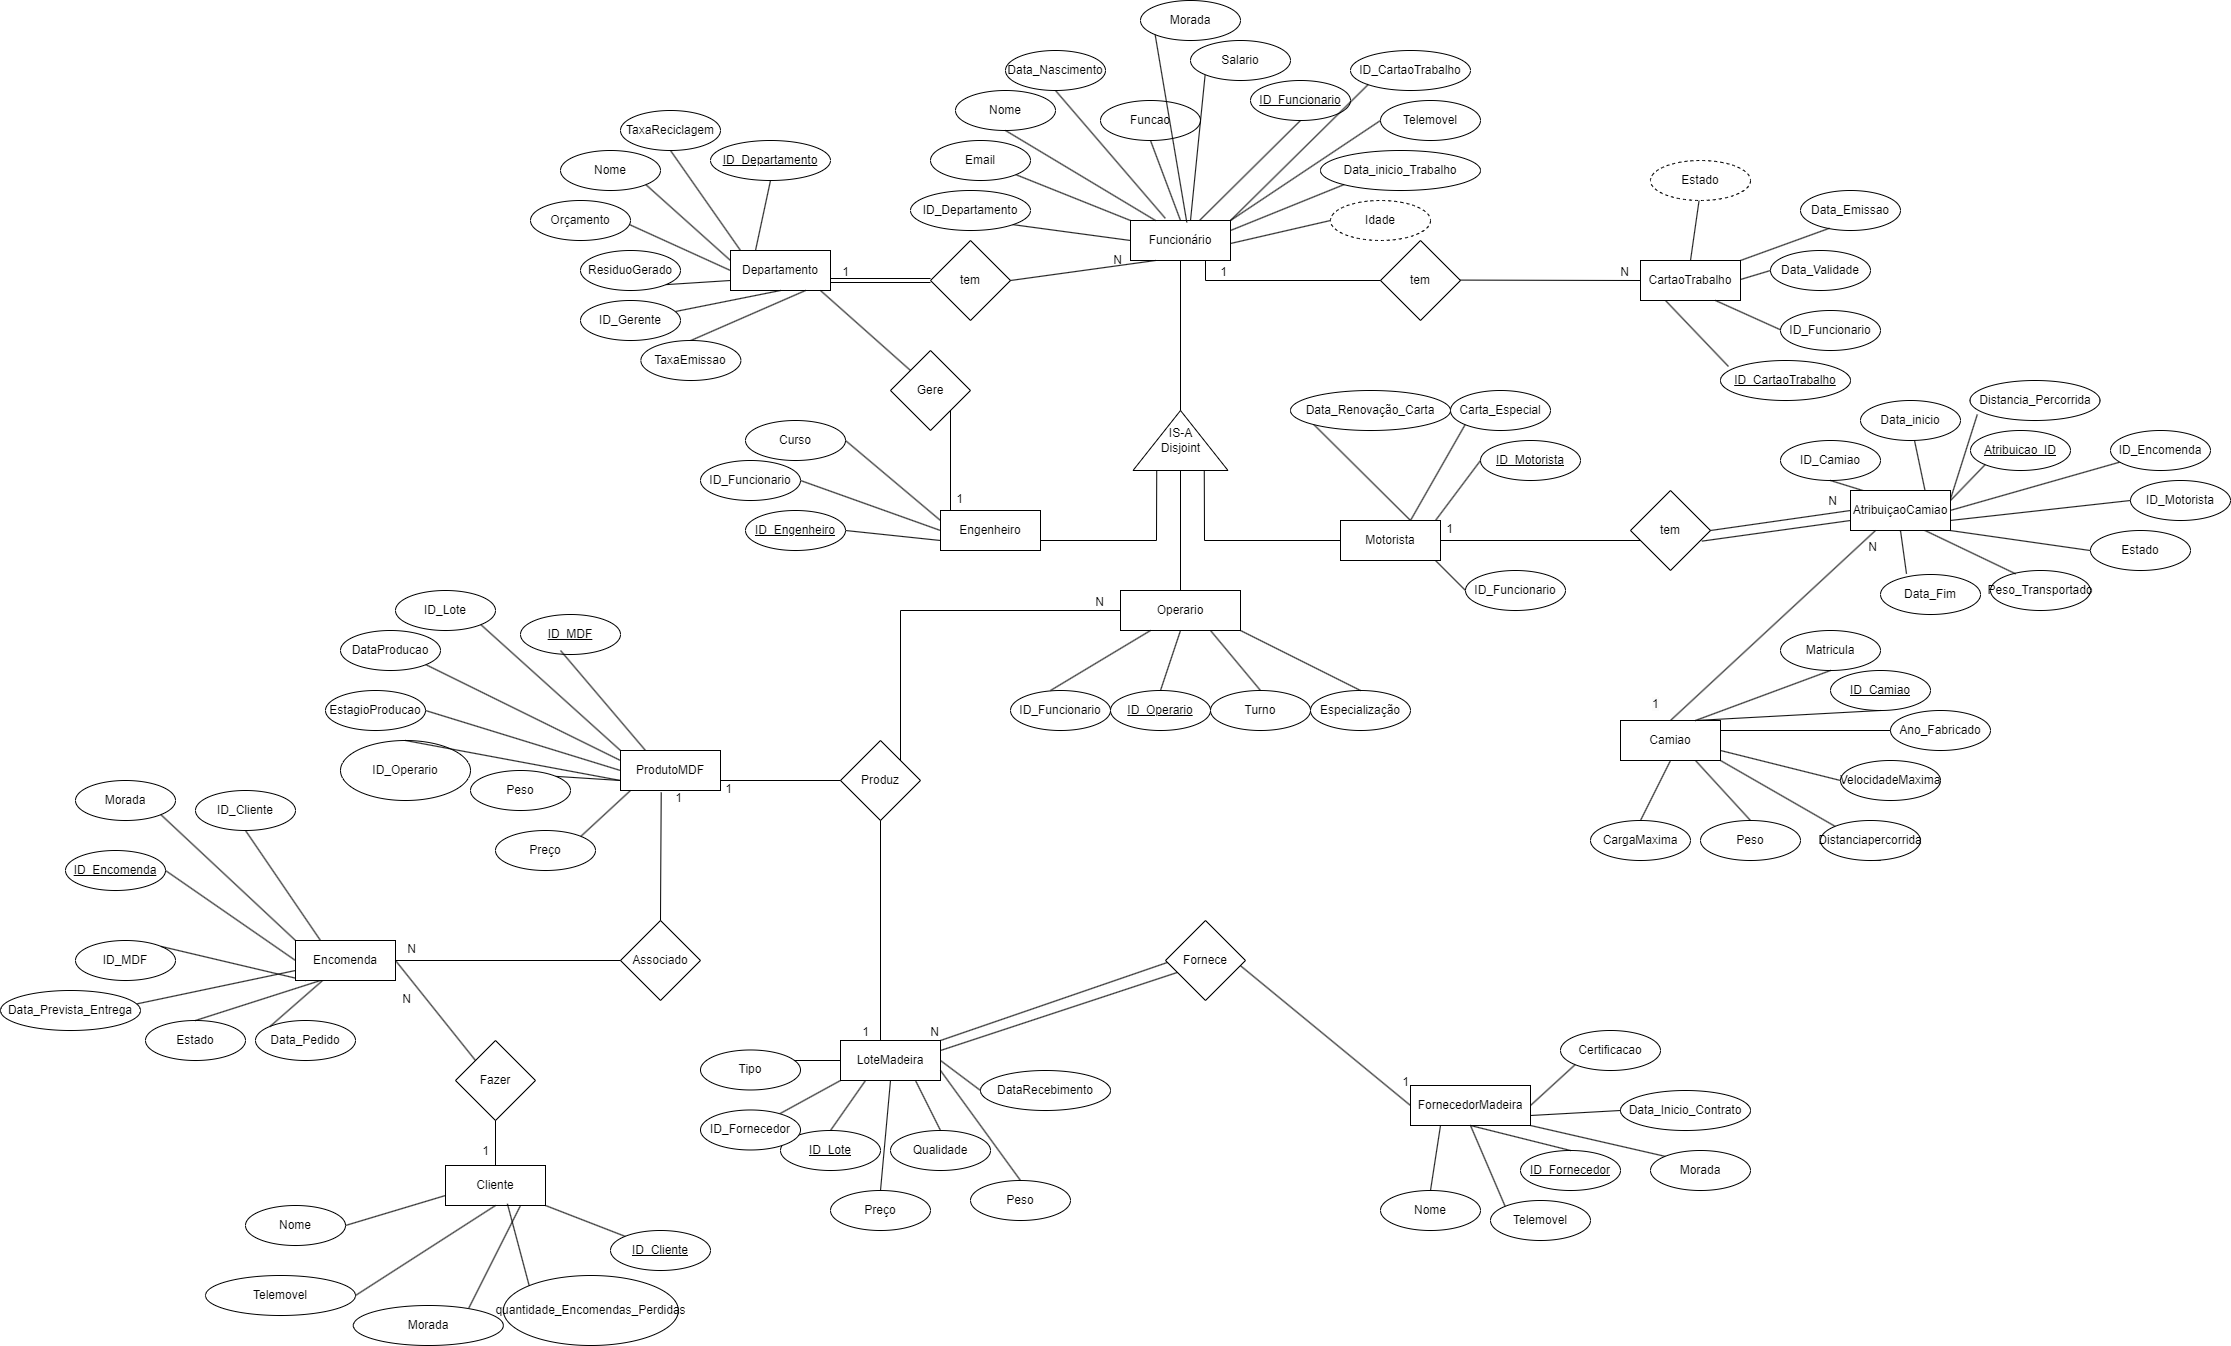 Morada
Salario
Data_Nascimento
ID_CartaoTrabalho
ID_Funcionario
Nome
Funcao
Telemovel
Email
Data_inicio_Trabalho
ID_Departamento
Idade
Funcionário
TaxaReciclagem
ID_Departamento
Nome
Orçamento
ResiduoGerado
Departamento
ID_Gerente
TaxaEmissao
1
tem
N
1
tem
N
Estado
Data_Emissao
Data_Validade
CartaoTrabalho
ID_Funcionario
ID_CartaoTrabalho
Gere
1
IS-A
Disjoint
Curso
ID_Funcionario
ID_Engenheiro
Engenheiro
Data_Renovação_Carta
Carta_Especial
ID_Motorista
Motorista
1
ID_Funcionario
tem
N
Distancia_Percorrida
Data_inicio
Atribuicao_ID
ID_Encomenda
ID_Camiao
ID_Motorista
AtribuiçaoCamiao
N
Estado
Data_Fim
Peso_Transportado
N
Operario
ID_Funcionario
ID_Operario
Turno
Especialização
Matricula
ID_Camiao
1
Ano_Fabricado
Camiao
VelocidadeMaxima
CargaMaxima
Peso
Distanciapercorrida
ID_Lote
ID_MDF
DataProducao
EstagioProducao
ID_Operario
Peso
ProdutoMDF
Preço
1
1
Produz
Morada
ID_Cliente
ID_Encomenda
ID_MDF
Encomenda
N
N
Data_Prevista_Entrega
Estado
Data_Pedido
Associado
Fornece
Fazer
1
Cliente
Nome
ID_Cliente
Telemovel
Morada
quantidade_Encomendas_Perdidas
1
N
LoteMadeira
Tipo
DataRecebimento
ID_Fornecedor
ID_Lote
Qualidade
Preço
Peso
1
FornecedorMadeira
Certificacao
Data_Inicio_Contrato
ID_Fornecedor
Morada
Nome
Telemovel